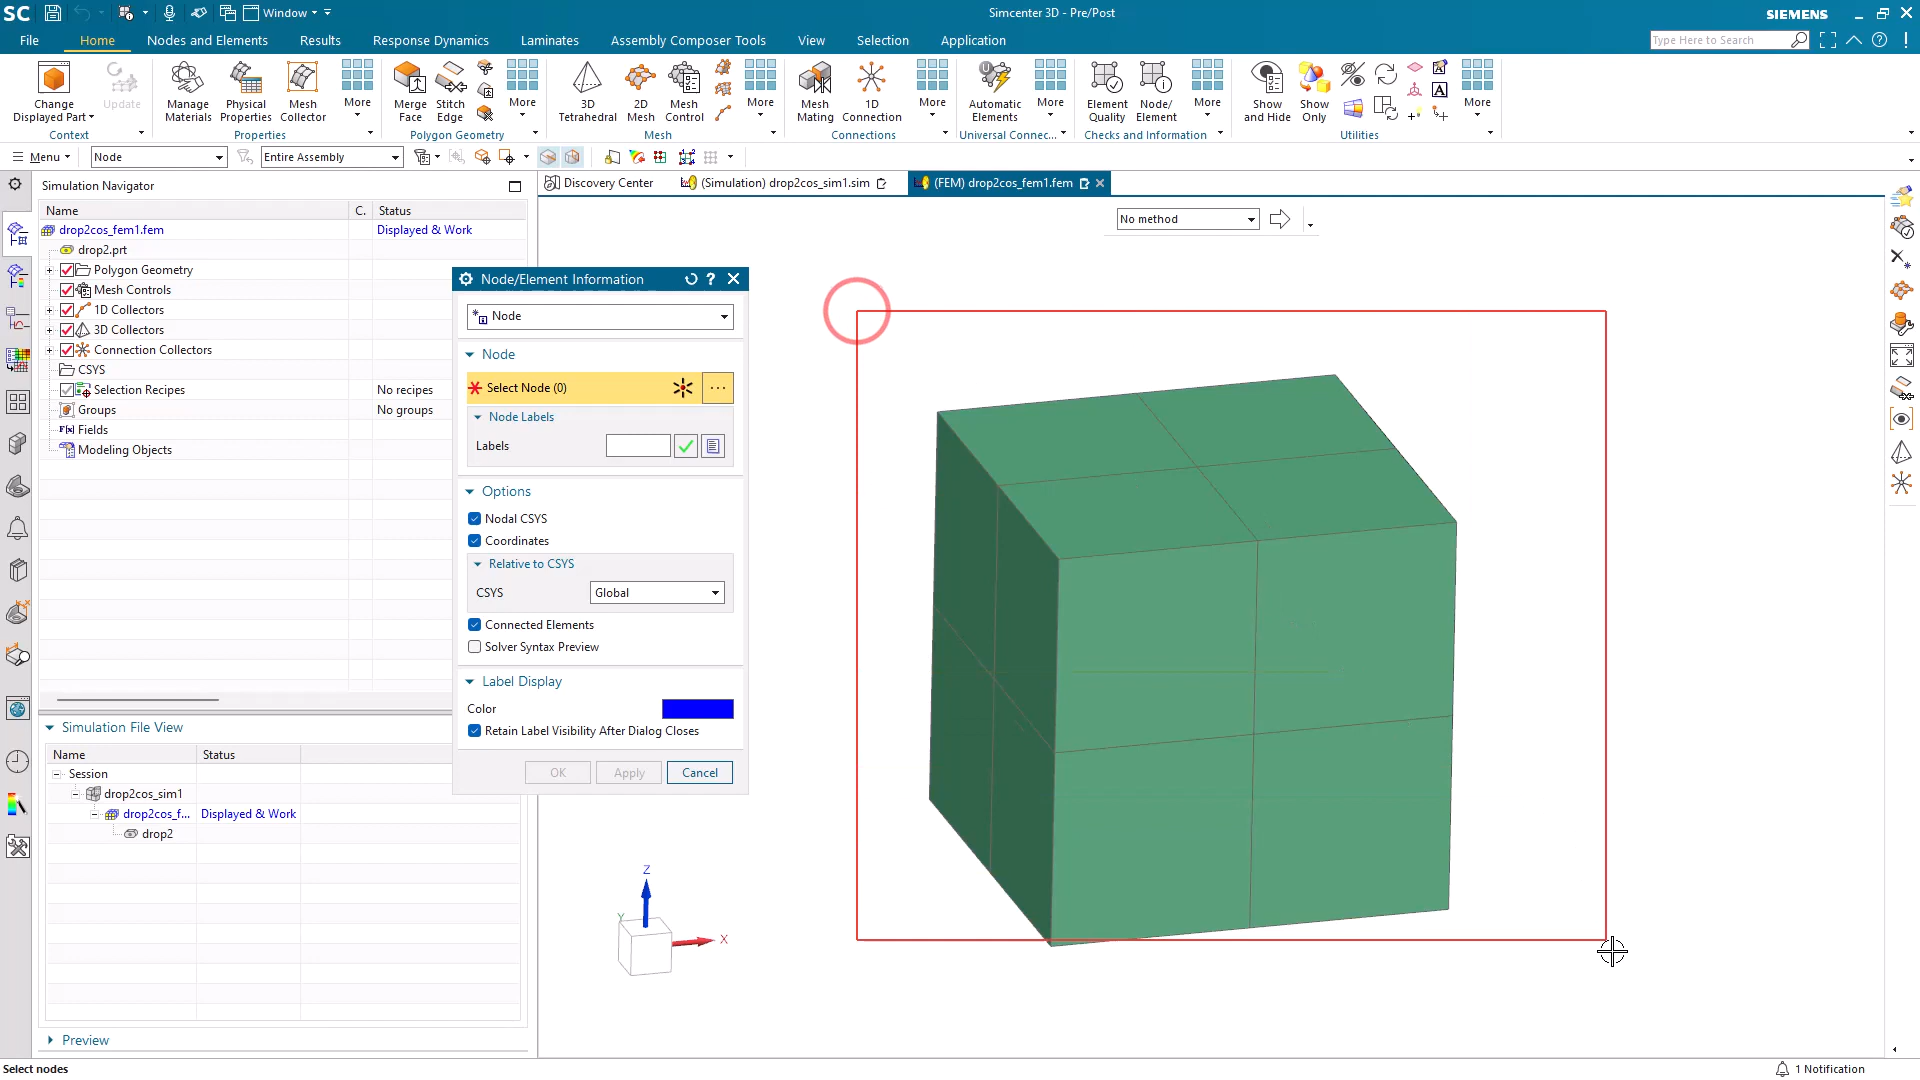 SC Window Simcenter 3D - Pre/Post SIEMENS
File Home Nodes and Elements Results Response Dynamics Laminates Assembly Composer Tools View Selection Application Type Here to Search
Change Displayed Part
Update
Manage Materials
Physical Properties
Mesh Collector
More
Merge Face
Stitch Edge
More
3D Tetrahedral
2D Mesh
Mesh Control
More
Mesh Mating
1D Connection
More
Automatic Elements
More
Element Quality
Node/ Element
More
Show and Hide
Show Only
More
Context Properties Polygon Geometry Mesh Connections Universal Connec... Checks and Information Utilities
Menu Node Entire Assembly
Simulation Navigator
Discovery Center (Simulation) drop2cos_sim1.sim (FEM) drop2cos_fem1.fem
Name C. Status
No method
drop2cos_fem1.fem Displayed & Work
drop2.prt
Polygon Geometry
Mesh Controls
1D Collectors
3D Collectors
Connection Collectors
CSYS
Selection Recipes No recipes
Groups No groups
Fields
Modeling Objects
Node/Element Information
Node
Node
Select Node (0)
Node Labels
Labels
Options
Nodal CSYS
Coordinates
Relative to CSYS
CSYS Global
Connected Elements
Solver Syntax Preview
Label Display
Color
Retain Label Visibility After Dialog Closes
OK Apply Cancel
Simulation File View
Name Status
Session
drop2cos_sim1
drop2cos_f... Displayed & Work
drop2
Z
Y
X
Preview
Select nodes
1 Notification